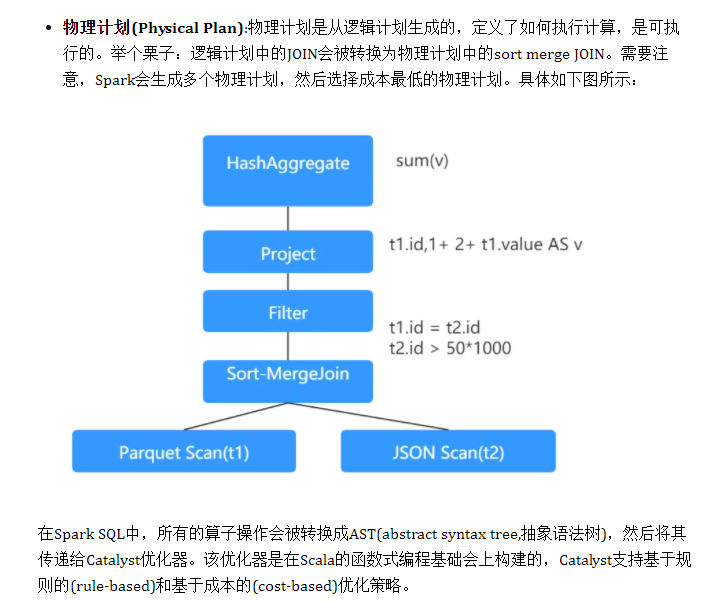 • 物理计划(Physical Plan):物理计划是从逻辑计划生成的，定义了如何执行计算，是可执
行的。举个栗子：逻辑计划中的JOIN会被转换为物理计划中的sort merge JOIN。需要注
意，Spark会生成多个物理计划，然后选择成本最低的物理计划。具体如下图所示：
HashAggregate
sum(v)
Project
t1.id,1+ 2+ t1.value AS v
Filter
t1.id = t2.id
t2.id > 50*1000
Sort-MergeJoin
Parquet Scan(t1)
JSON Scan(t2)
在Spark SQL中，所有的算子操作会被转换成AST(abstract syntax tree,抽象语法树)，然后将其
传递给Catalyst优化器。该优化器是在Scala的函数式编程基础会上构建的，Catalyst支持基于规
则的(rule-based)和基于成本的(cost-based)优化策略。